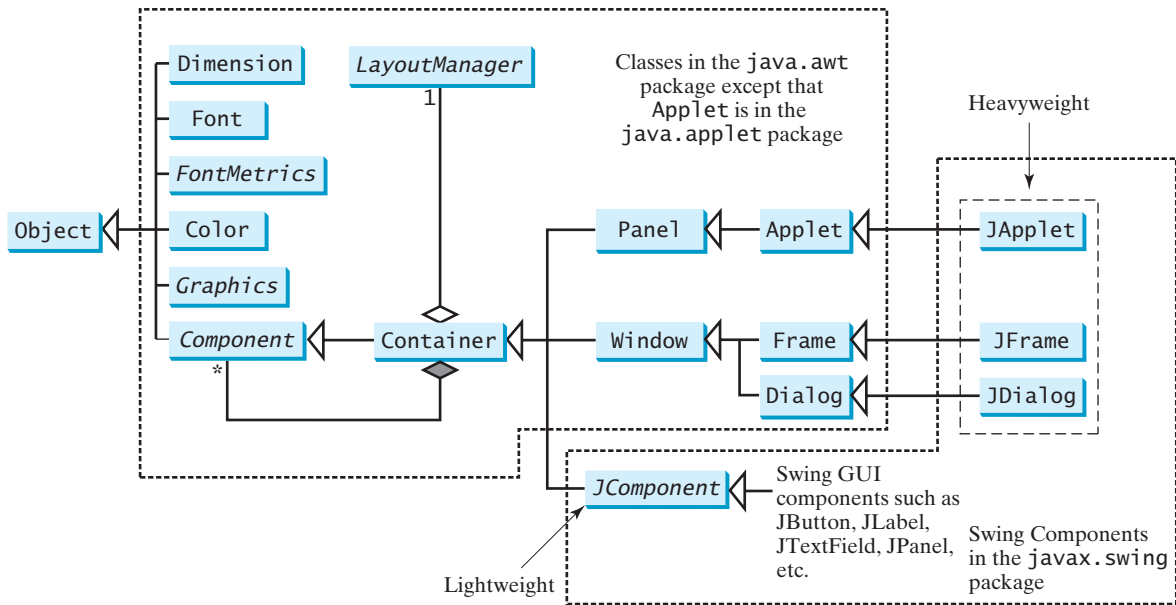 Dimension
LayoutManager
1
Classes in the java.awt
package except that
Applet is in the
java.applet package
Heavyweight
Font
FontMetrics
Object
Color
Panel
Applet
JApplet
Graphics
Component
*
Container
Window
Frame
JFrame
Dialog
JDialog
JComponent
Swing GUI
components such as
JButton, JLabel,
JTextField, JPanel,
etc.
Swing Components
in the javax.swing
package
Lightweight